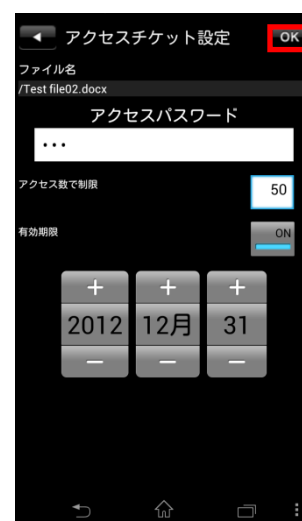 アクセスチケット設定 OK
ファイル名
/Test file02.docx
アクセスパスワード
•••
アクセス数で制限 50
有効期限 ON
+ + +
2012 12月 31
− − −